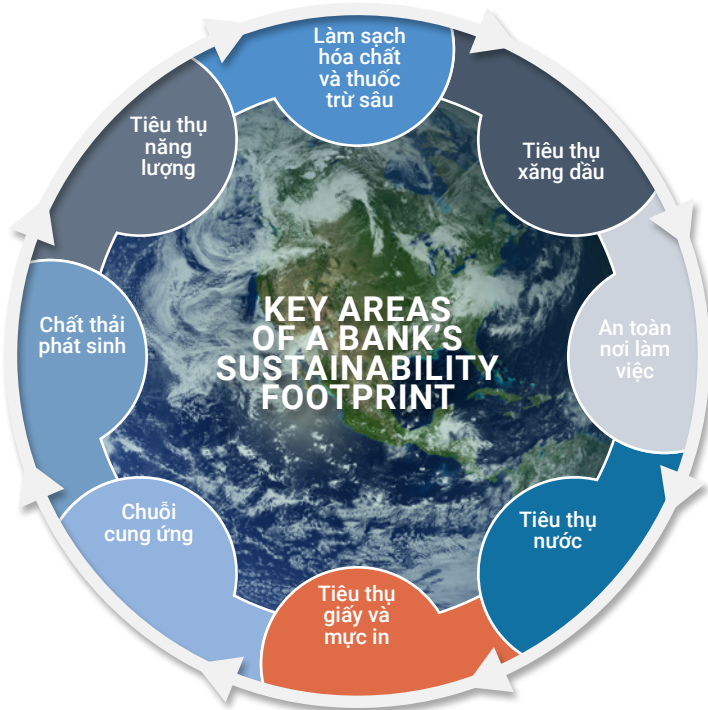 Làm sạch
hóa chất
và thuốc
trừ sâu
Tiêu thụ
xăng dầu
An toàn
nơi làm
việc
Tiêu thụ
nước
Tiêu thụ
giấy và
mực in
Chuỗi
cung ứng
Chất thải
phát sinh
Tiêu thụ
năng
lượng
KEY AREAS
OF A BANK'S
SUSTAINABILITY
FOOTPRINT